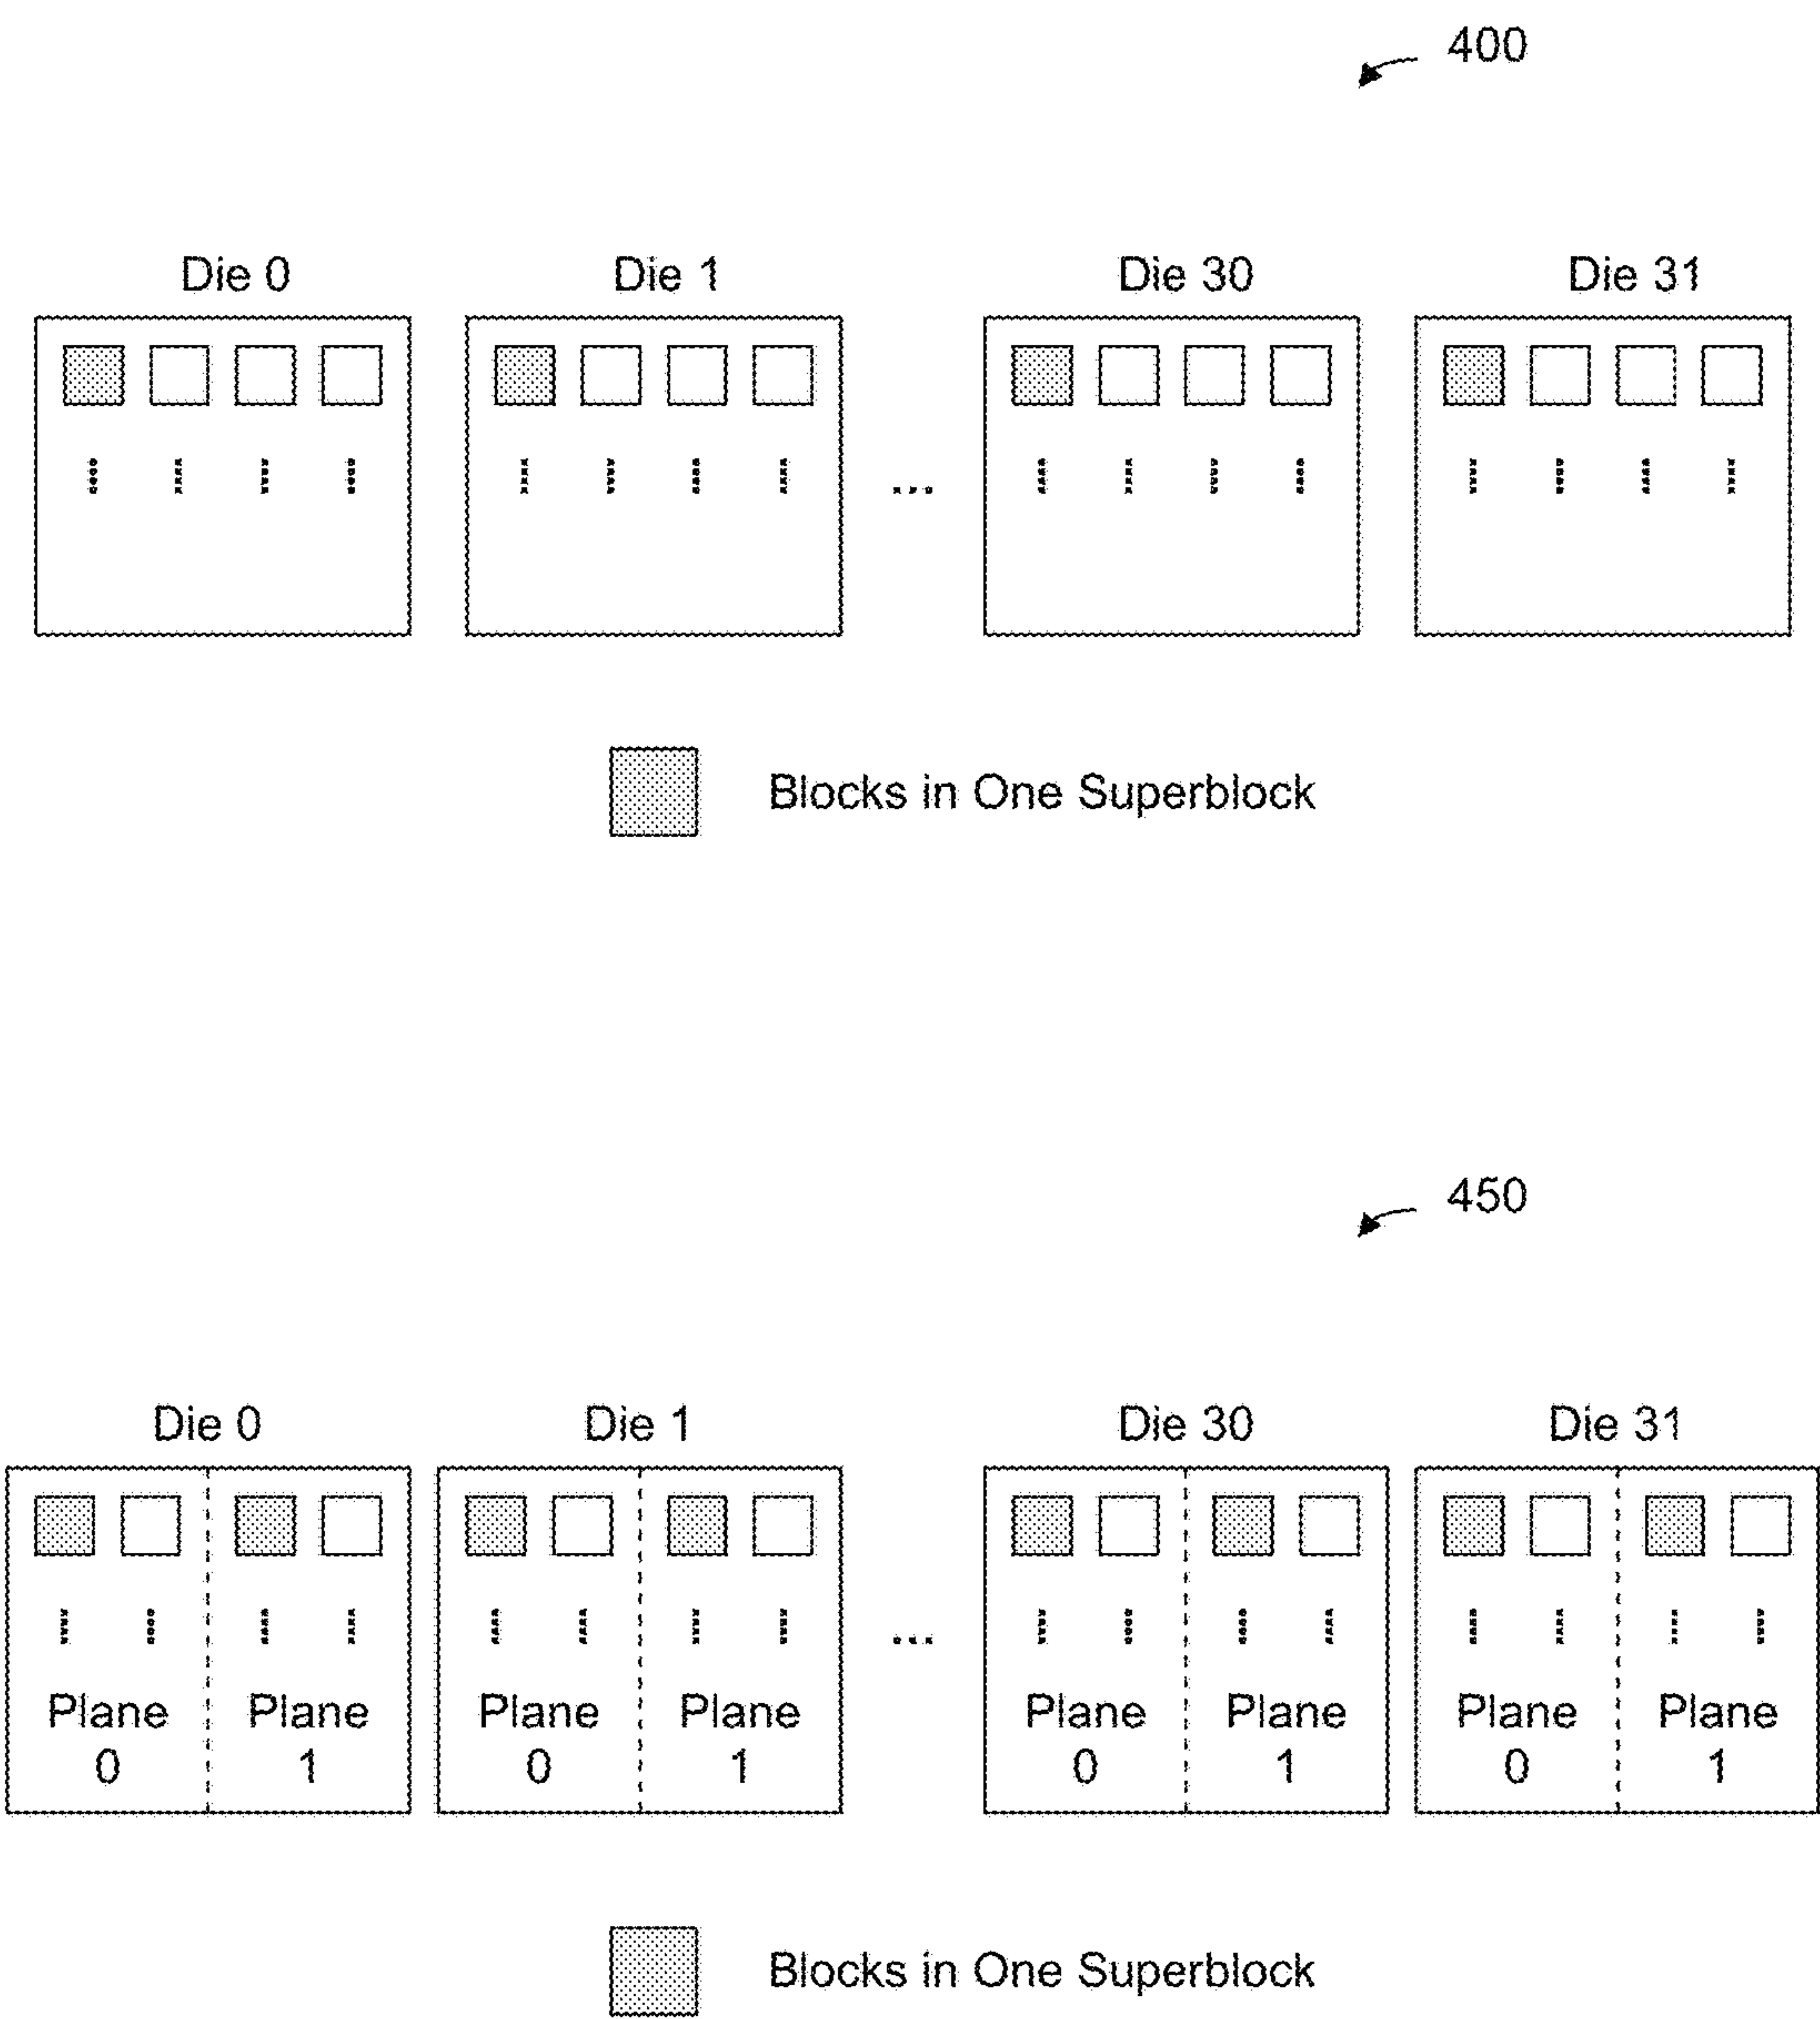 400
Die 0 Die 1 Die 30 Die 31
Blocks in One Superblock
450
Die 0 Die 1 Die 30 Die 31
Plane Plane Plane Plane Plane Plane Plane Plane
0 1 0 1 0 1 0 1
Blocks in One Superblock